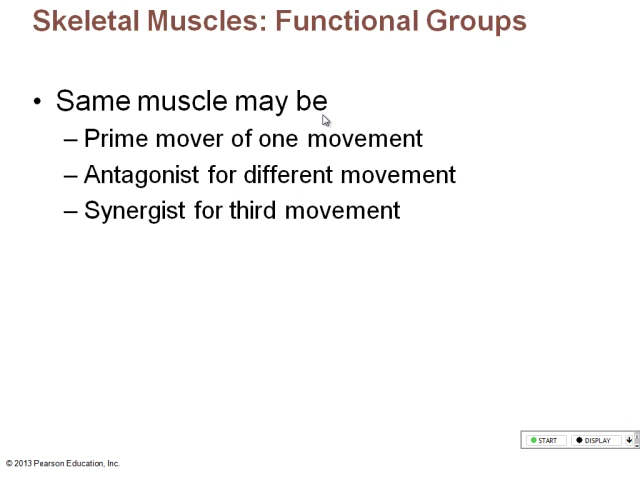 Skeletal Muscles: Functional Groups
• Same muscle may be
– Prime mover of one movement
– Antagonist for different movement
– Synergist for third movement
START DISPLAY
© 2013 Pearson Education, Inc.